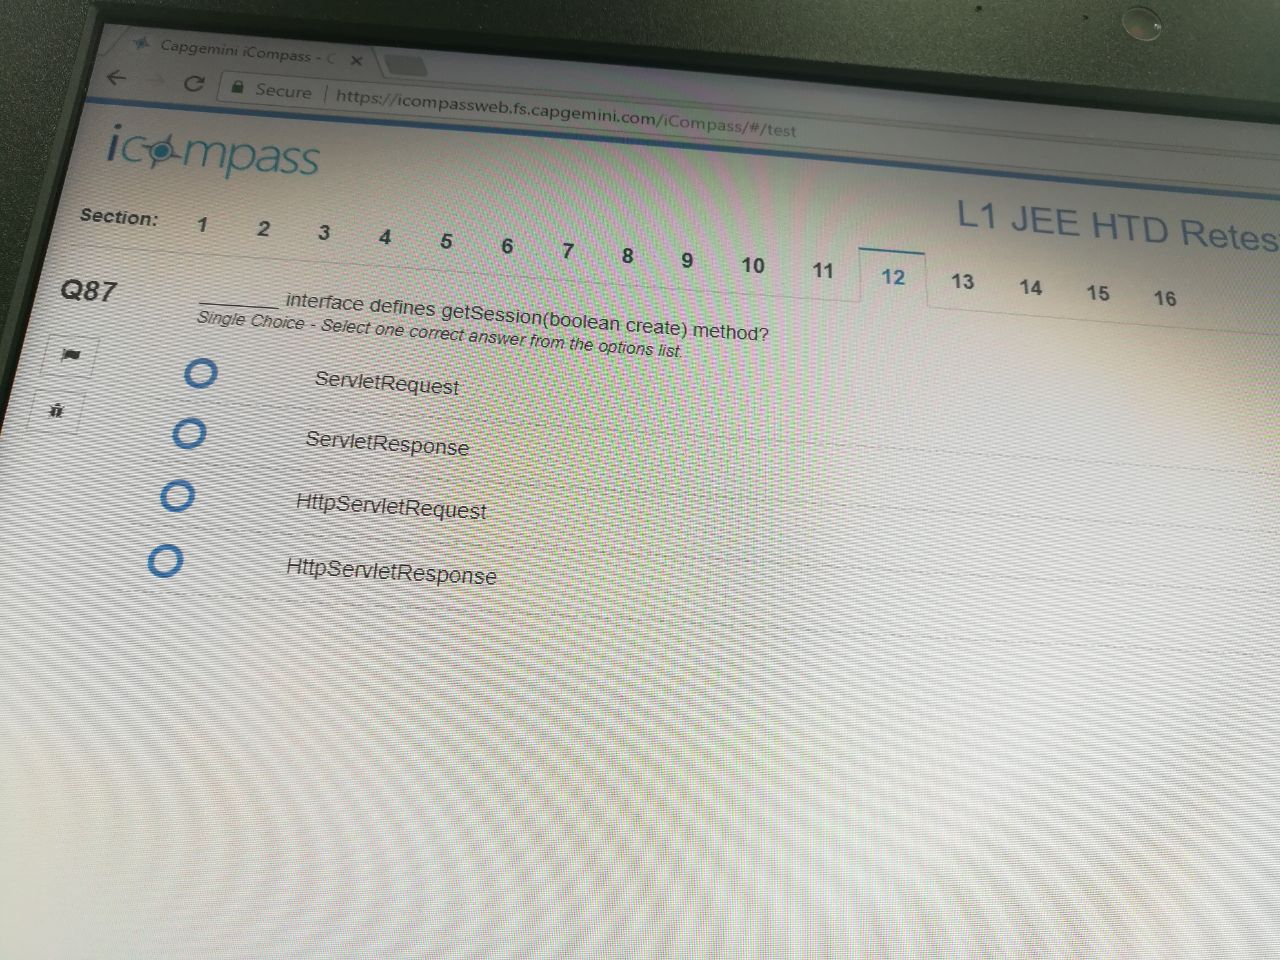 Capgemini iCompass - C
Secure | https://icompassweb.fs.capgemini.com/iCompass/#/test
icompass
L1 JEE HTD Retes
Section: 1 2 3 4 5 6 7 8 9 10 11 12 13 14 15 16
Q87
_______ interface defines getSession(boolean create) method?
Single Choice - Select one correct answer from the options list.
ServletRequest
ServletResponse
HttpServletRequest
HttpServletResponse